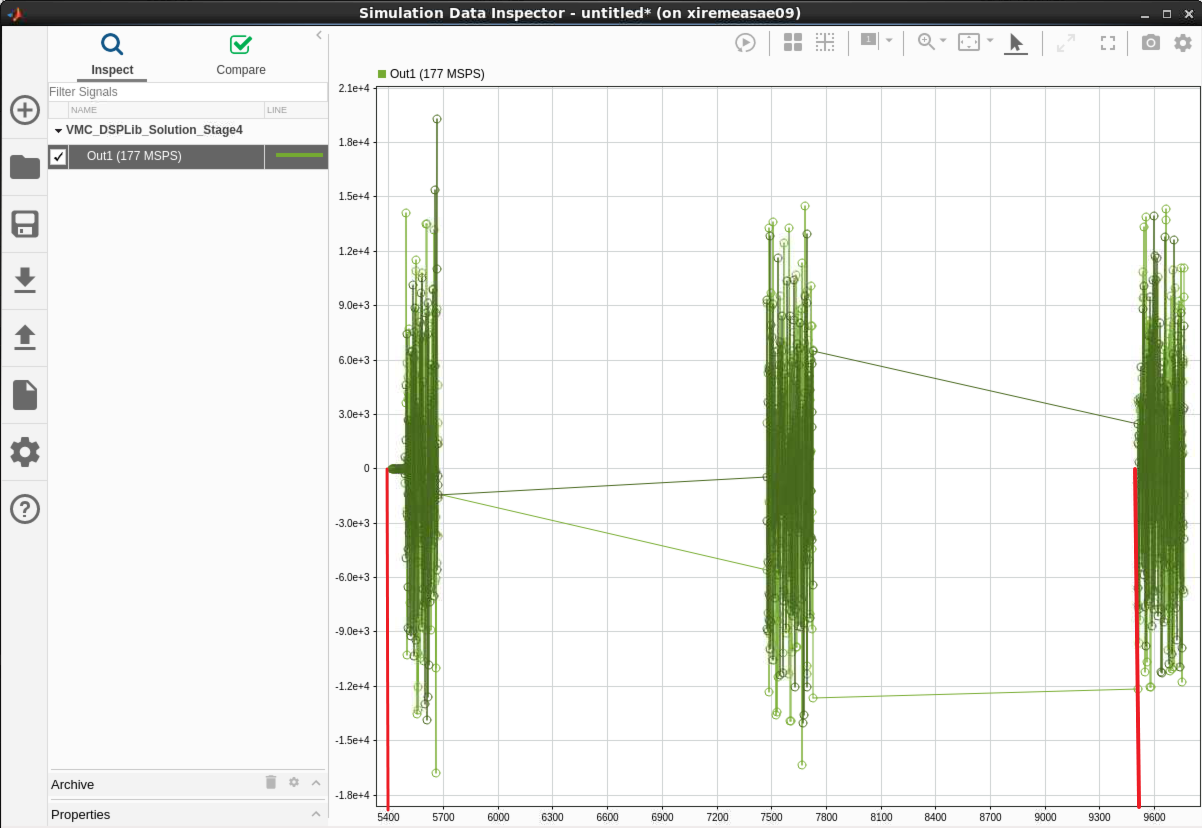 Simulation Data Inspector - untitled* (on xiremeasae09)
Inspect
Compare
Filter Signals
NAME
LINE
VMC_DSPLib_Solution_Stage4
Out1 (177 MSPS)
Archive
Properties
1
Out1 (177 MSPS)
2.1e+4
1.8e+4
1.5e+4
1.2e+4
9.0e+3
6.0e+3
3.0e+3
0
-3.0e+3
-6.0e+3
-9.0e+3
-1.2e+4
-1.5e+4
-1.8e+4
5400 5700 6000 6300 6600 6900 7200 7500 7800 8100 8400 8700 9000 9300 9600